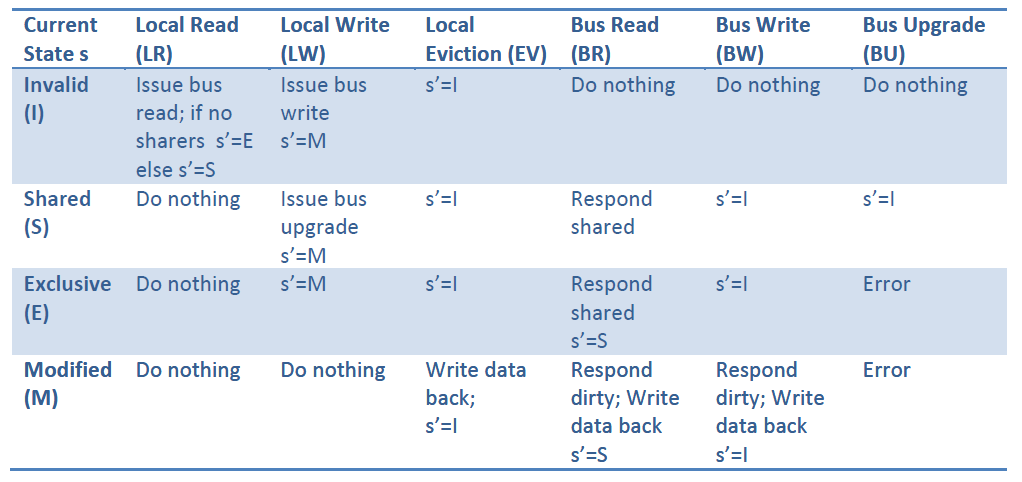 Current Local Read Local Write Local Bus Read Bus Write Bus Upgrade
State s (LR) (LW) Eviction (EV) (BR) (BW) (BU)
Invalid Issue bus Issue bus s’=I Do nothing Do nothing Do nothing
(I) read; if no write
sharers s’=E s’=M
else s’=S
Shared Do nothing Issue bus s’=I Respond s’=I s’=I
(S) upgrade shared
s’=M
Exclusive Do nothing s’=M s’=I Respond s’=I Error
(E) shared
s’=S
Modified Do nothing Do nothing Write data Respond Respond Error
(M) back; dirty; Write dirty; Write
s’=I data back data back
s’=S s’=I